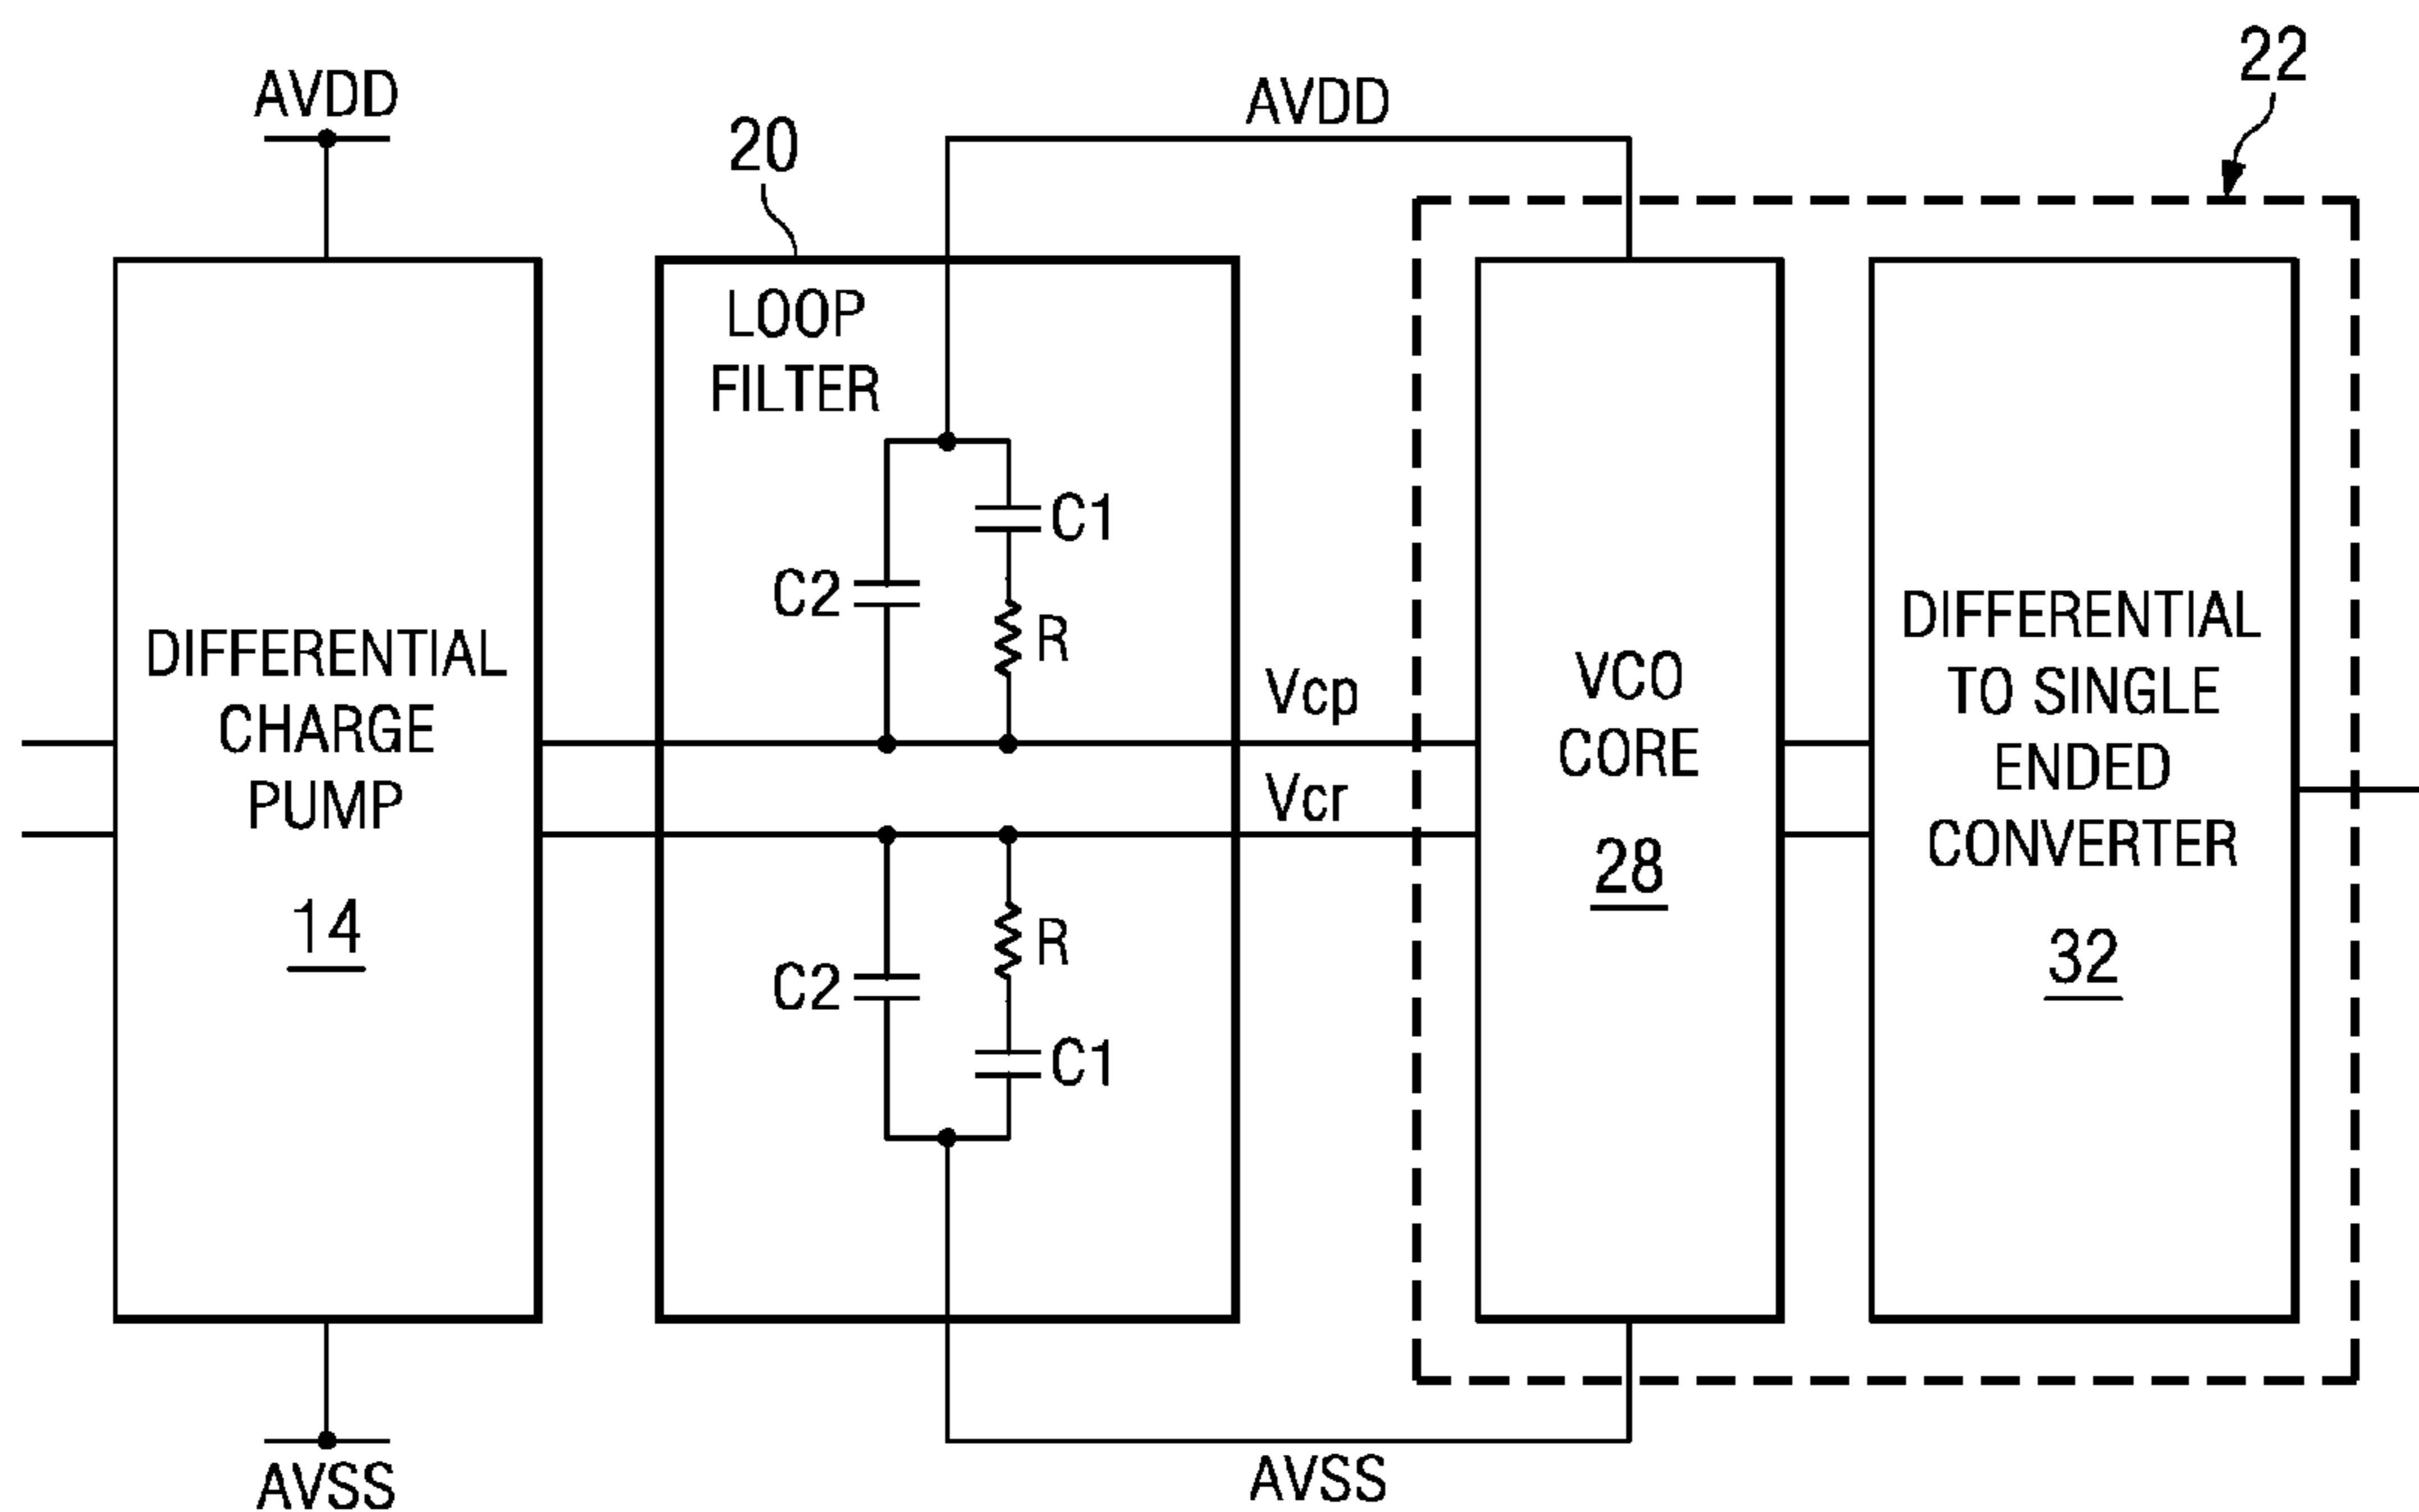 AVDD
AVDD
22
20
LOOP
FILTER
C1
C2
R
DIFFERENTIAL
CHARGE
PUMP
14
Vcp
Vcr
VCO
CORE
28
DIFFERENTIAL
TO SINGLE
ENDED
CONVERTER
32
R
C2
C1
AVSS
AVSS